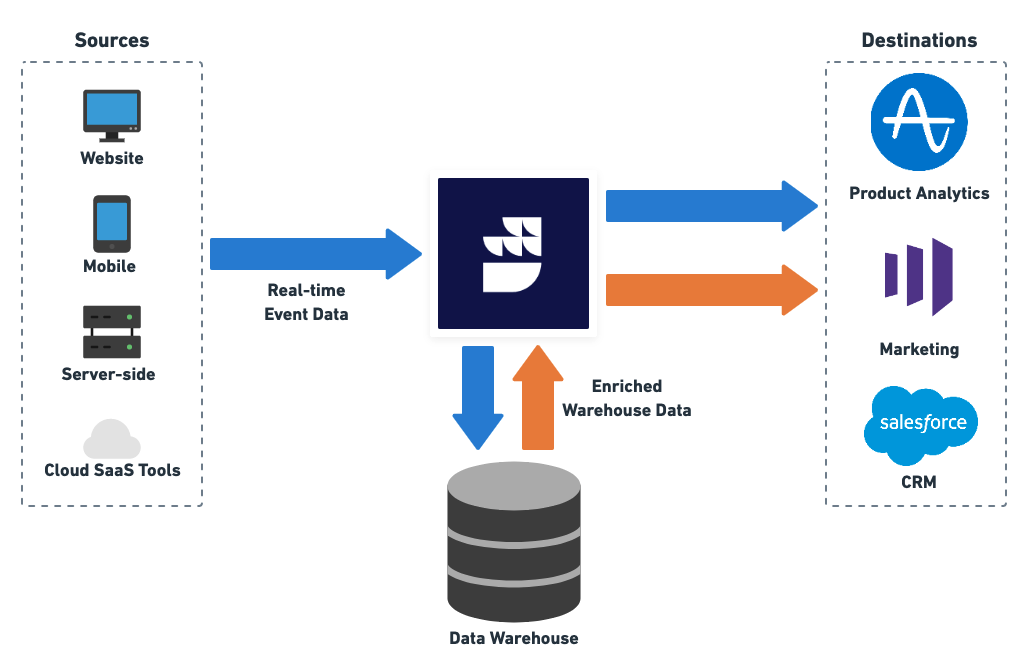 Sources
Website
Mobile
Server-side
Cloud SaaS Tools
Real-time
Event Data
Enriched
Warehouse Data
Data Warehouse
Destinations
Product Analytics
Marketing
salesforce
CRM